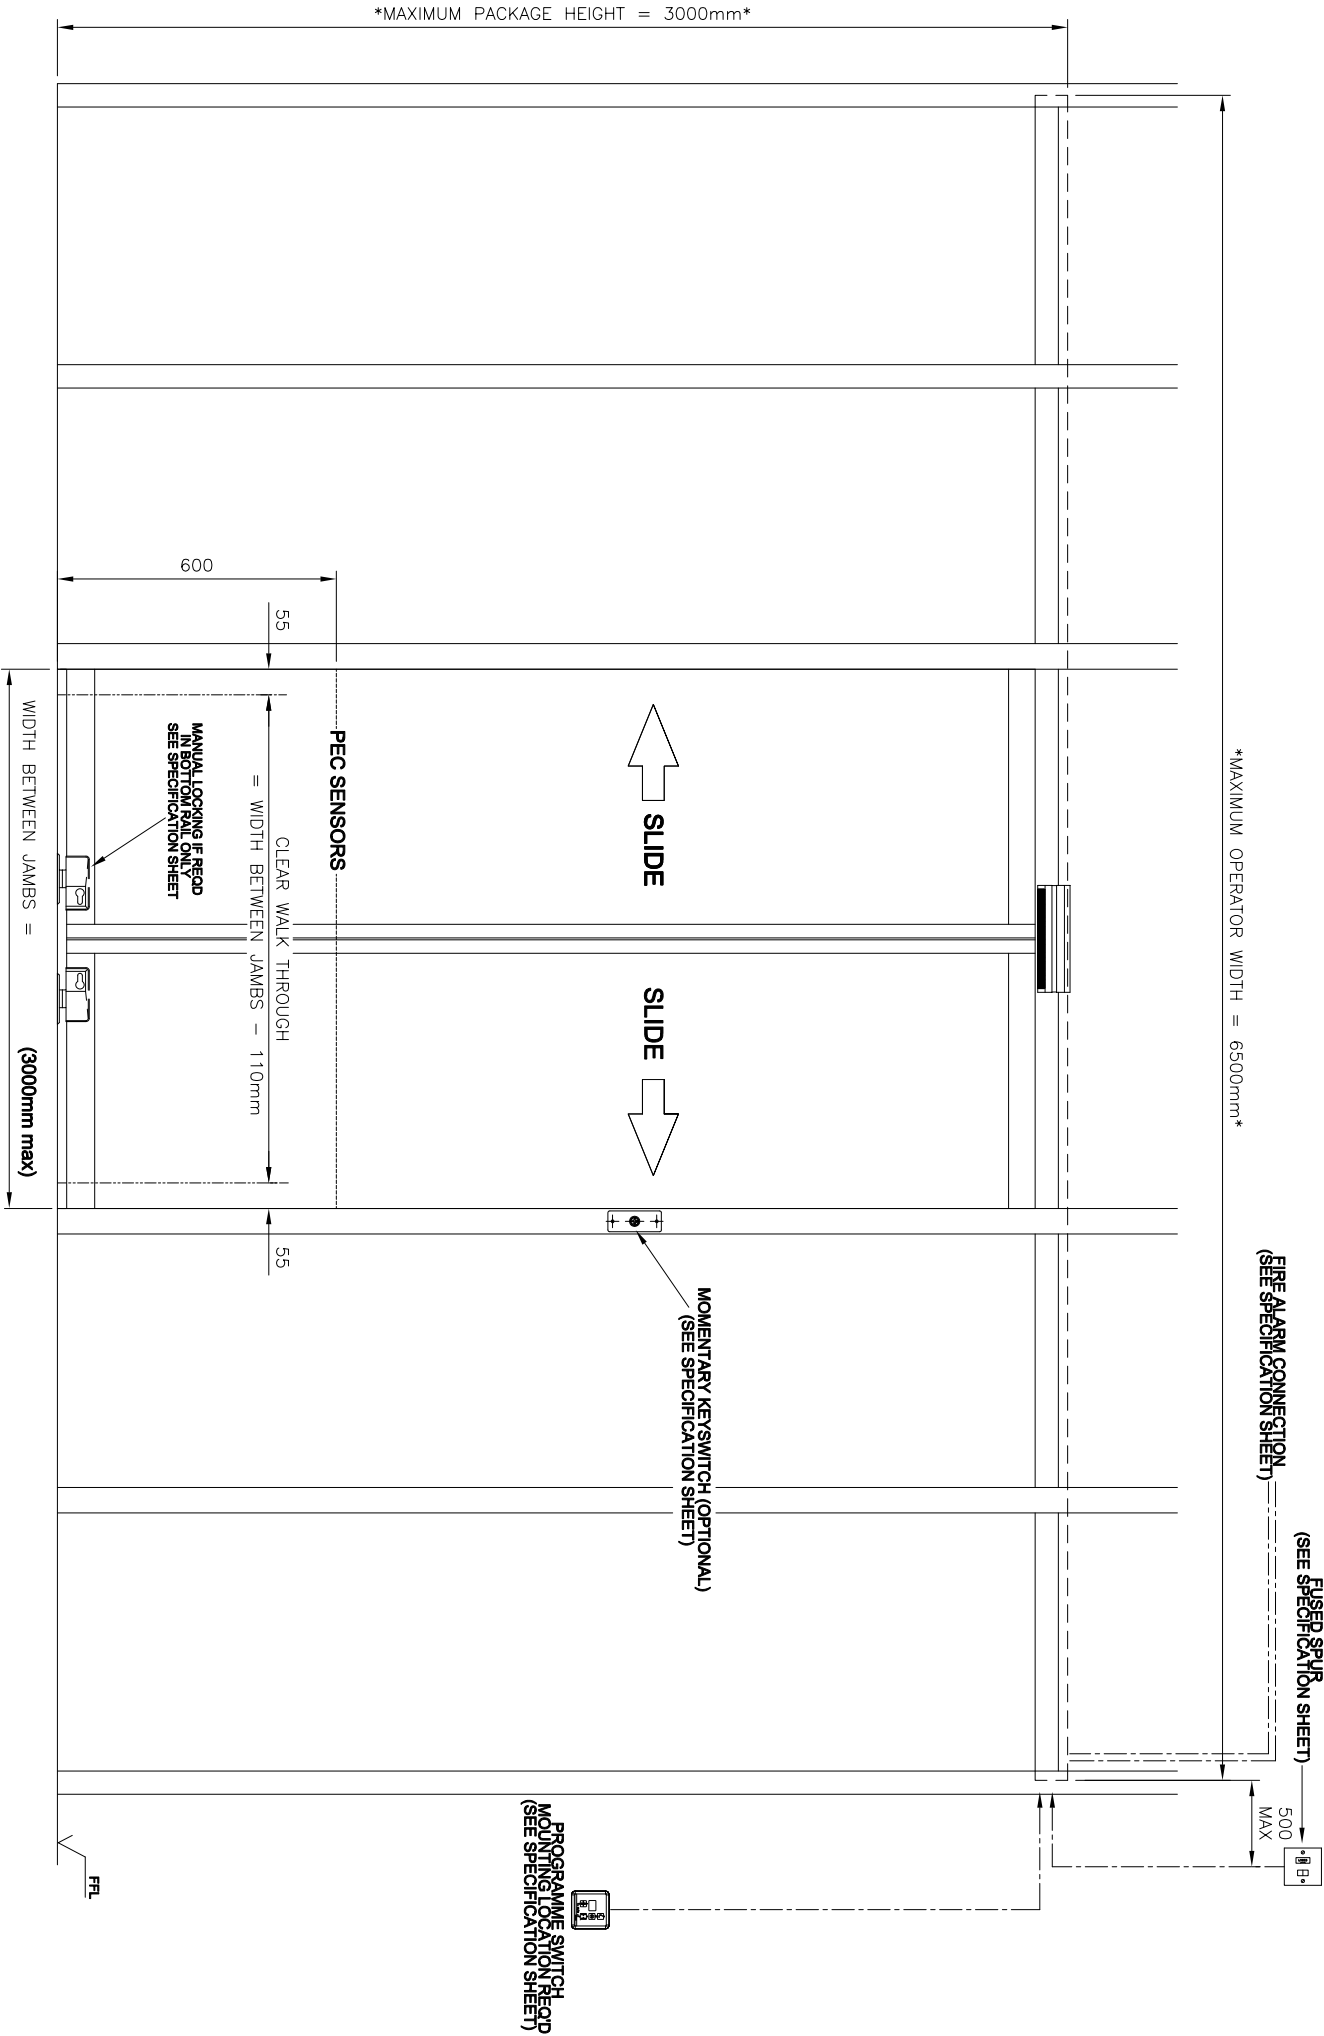 FUSED SPUR
(SEE SPECIFICATION SHEET)
FIRE ALARM CONNECTION
(SEE SPECIFICATION SHEET)
500
MAX
*MAXIMUM OPERATOR WIDTH = 6500mm*
*MAXIMUM PACKAGE HEIGHT = 3000mm*
MOMENTARY KEYSWITCH (OPTIONAL)
(SEE SPECIFICATION SHEET)
SLIDE
SLIDE
PROGRAMME SWITCH
MOUNTING LOCATION REQ'D
(SEE SPECIFICATION SHEET)
PEC SENSORS
600
55
CLEAR WALK THROUGH
= WIDTH BETWEEN JAMBS - 110mm
55
MANUAL LOCKING IF REQD
IN BOTTOM RAIL ONLY
SEE SPECIFICATION SHEET
FFL
WIDTH BETWEEN JAMBS =
(3000mm max)